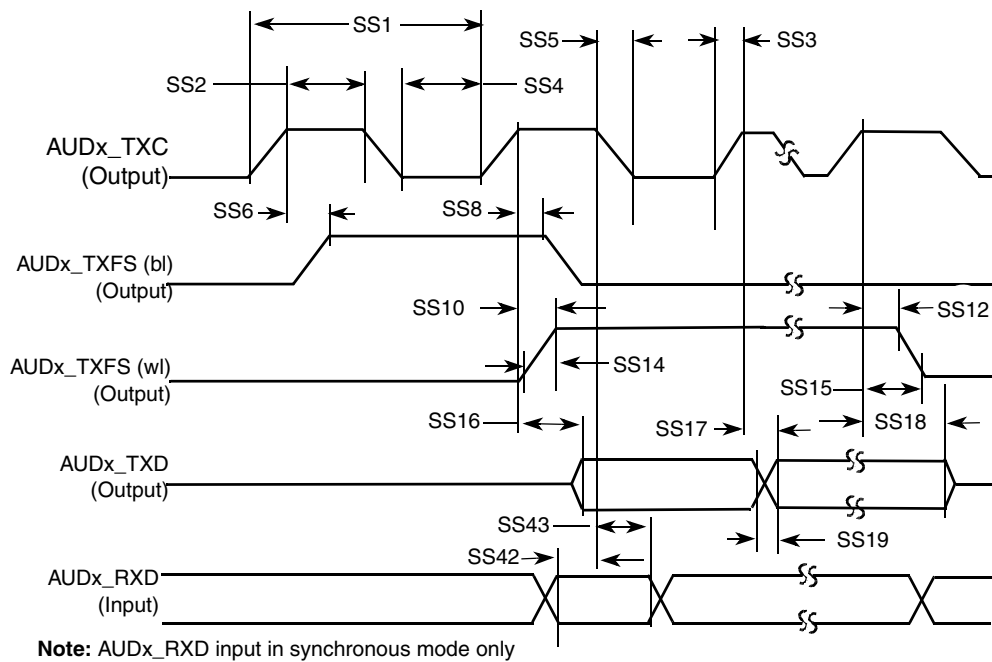 SS1
SS5
SS3
SS2
SS4
AUDx_TXC
(Output)
SS6
SS8
AUDx_TXFS (bl)
(Output)
SS10
SS12
AUDx_TXFS (wl)
(Output)
SS14
SS15
SS16
SS17
SS18
AUDx_TXD
(Output)
SS43
SS42
SS19
AUDx_RXD
(Input)
Note: AUDx_RXD input in synchronous mode only